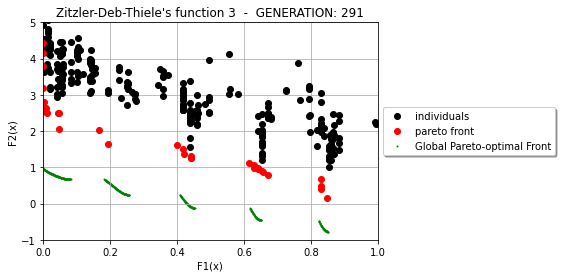 Zitzler-Deb-Thiele's function 3 - GENERATION: 291
5
4
3
2
1
0
−1
F2(x)
0.0 0.2 0.4 0.6 0.8 1.0
F1(x)
individuals
pareto front
Global Pareto-optimal Front